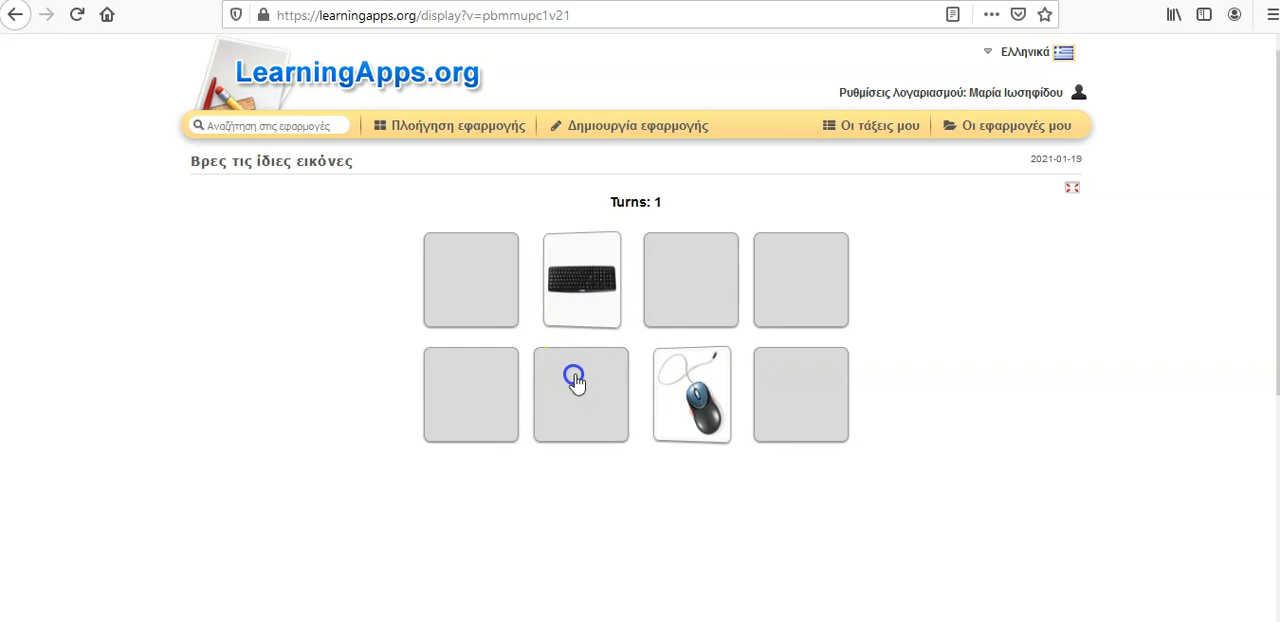 https://learningapps.org/display?v=pbmmupc1v21
Ελληνικά
LearningApps.org
Ρυθμίσεις λογαριασμού: Μαρία Ιωσηφίδου
Αναζήτηση στις εφαρμογές
Πλοήγηση εφαρμογής
Δημιουργία εφαρμογής
Οι τάξεις μου
Οι εφαρμογές μου
Βρες τις ίδιες εικόνες
2021-01-19
Turns: 1